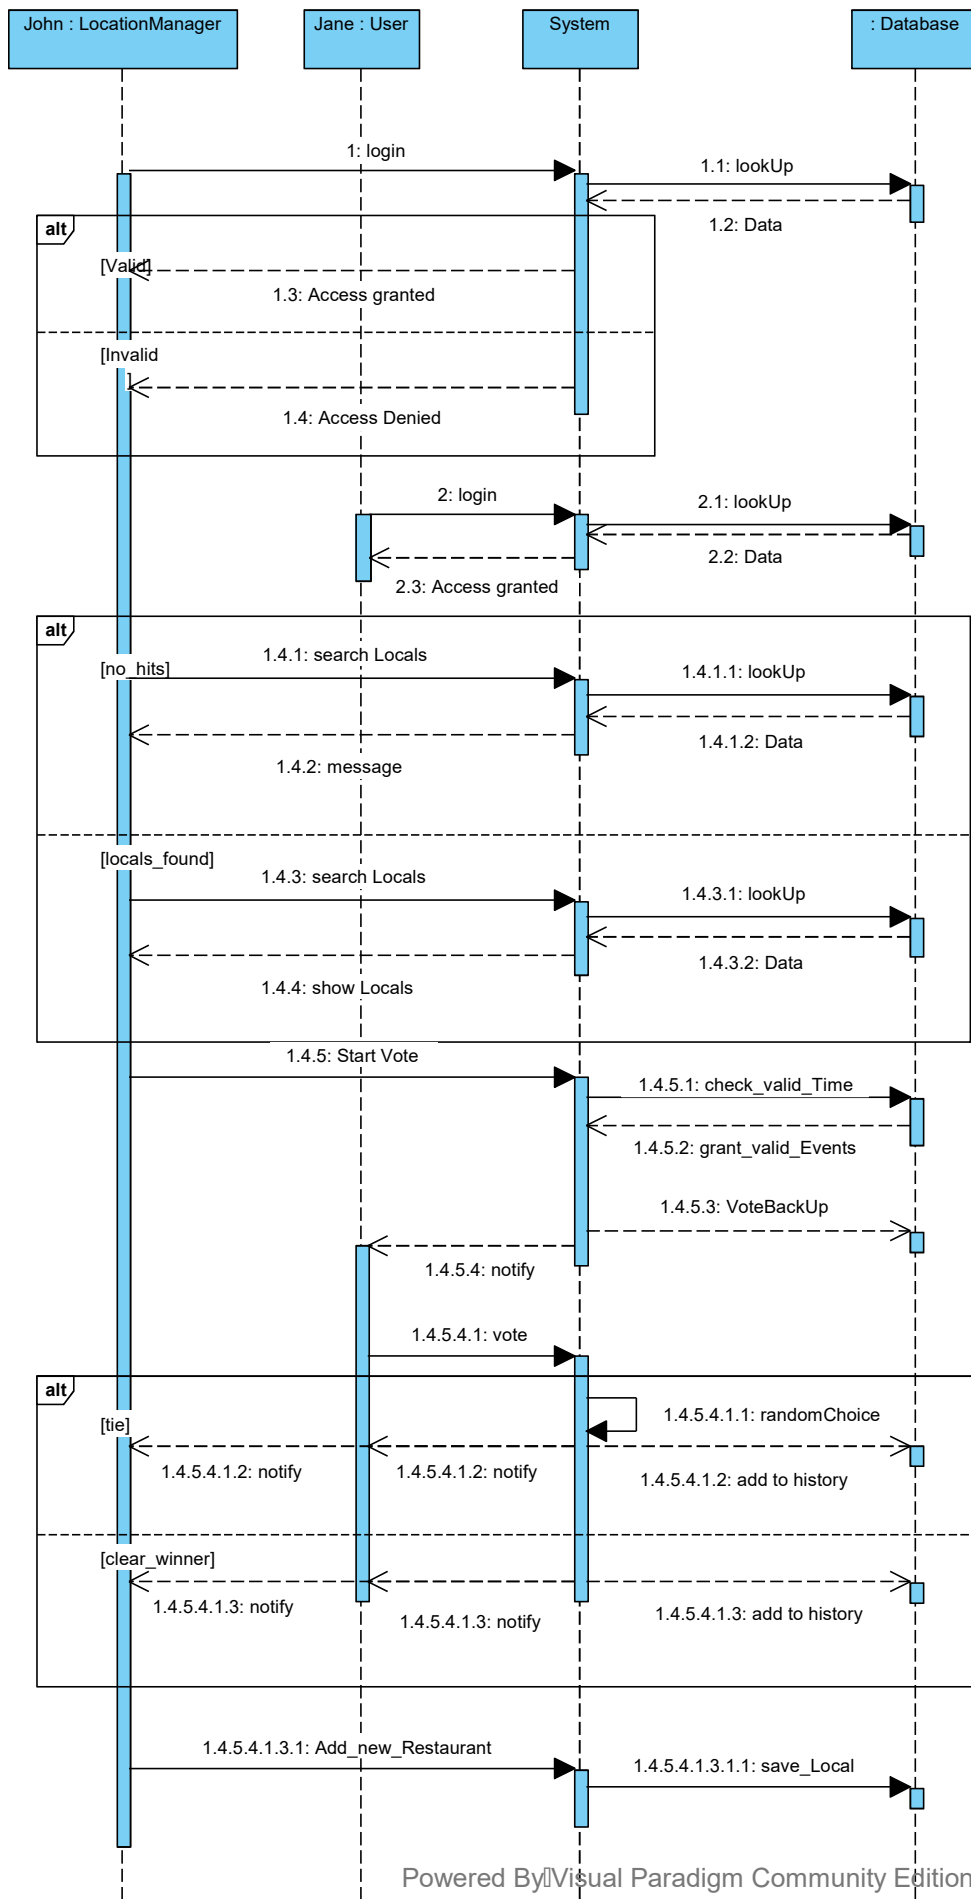 John : LocationManager
Jane : User
System
: Database
1: login
1.1: lookUp
1.2: Data
alt
[Valid]
1.3: Access granted
[Invalid
]
1.4: Access Denied
2: login
2.1: lookUp
2.2: Data
2.3: Access granted
alt
[no_hits]
1.4.1: search Locals
1.4.1.1: lookUp
1.4.1.2: Data
1.4.2: message
[locals_found]
1.4.3: search Locals
1.4.3.1: lookUp
1.4.3.2: Data
1.4.4: show Locals
1.4.5: Start Vote
1.4.5.1: check_valid_Time
1.4.5.2: grant_valid_Events
1.4.5.3: VoteBackUp
1.4.5.4: notify
1.4.5.4.1: vote
alt
1.4.5.4.1.1: randomChoice
[tie]
1.4.5.4.1.2: notify
1.4.5.4.1.2: notify
1.4.5.4.1.2: add to history
[clear_winner]
1.4.5.4.1.3: notify
1.4.5.4.1.3: notify
1.4.5.4.1.3: add to history
1.4.5.4.1.3.1: Add_new_Restaurant
1.4.5.4.1.3.1.1: save_Local
Powered By▯Visual Paradigm Community Edition